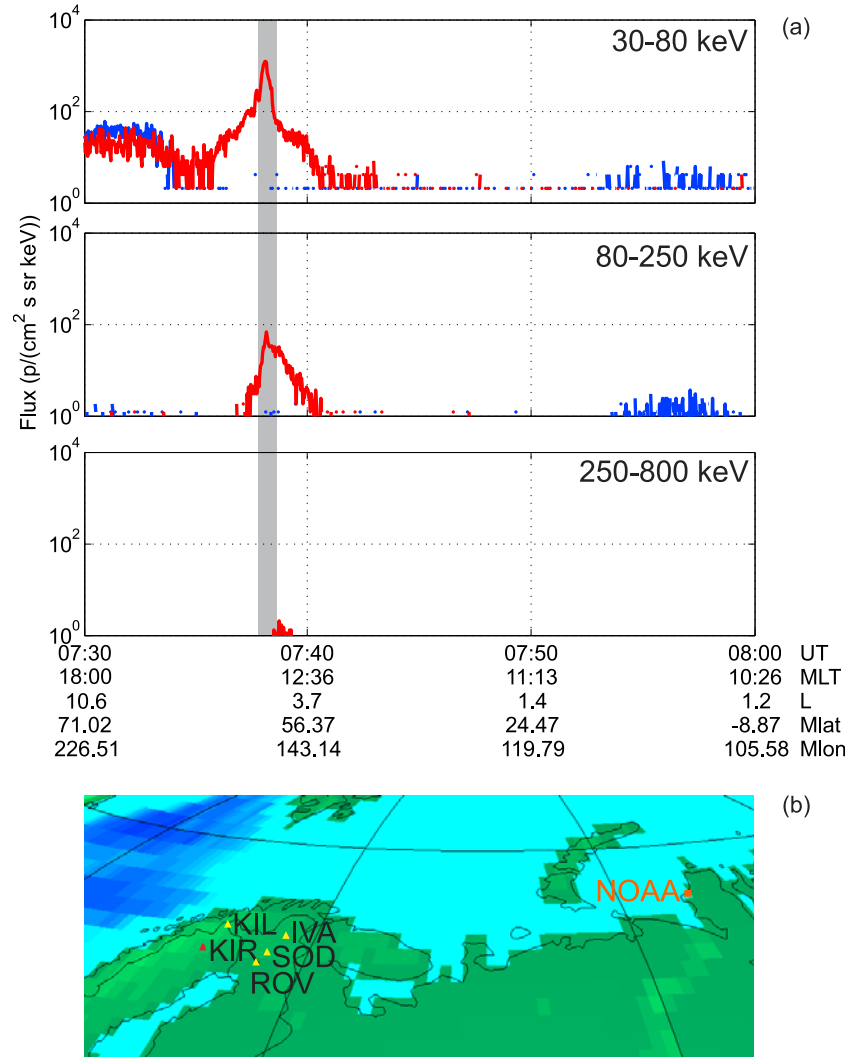 (a)
10^4
30-80 keV
10^2
10^0
10^4
80-250 keV
10^2
10^0
10^4
250-800 keV
10^2
10^0
Flux (p/(cm^2 s sr keV))
07:30 07:40 07:50 08:00 UT
18:00 12:36 11:13 10:26 MLT
10.6 3.7 1.4 1.2 L
71.02 56.37 24.47 -8.87 Mlat
226.51 143.14 119.79 105.58 Mlon
(b)
NOAA
KIL
IVA
KIR
SOD
ROV